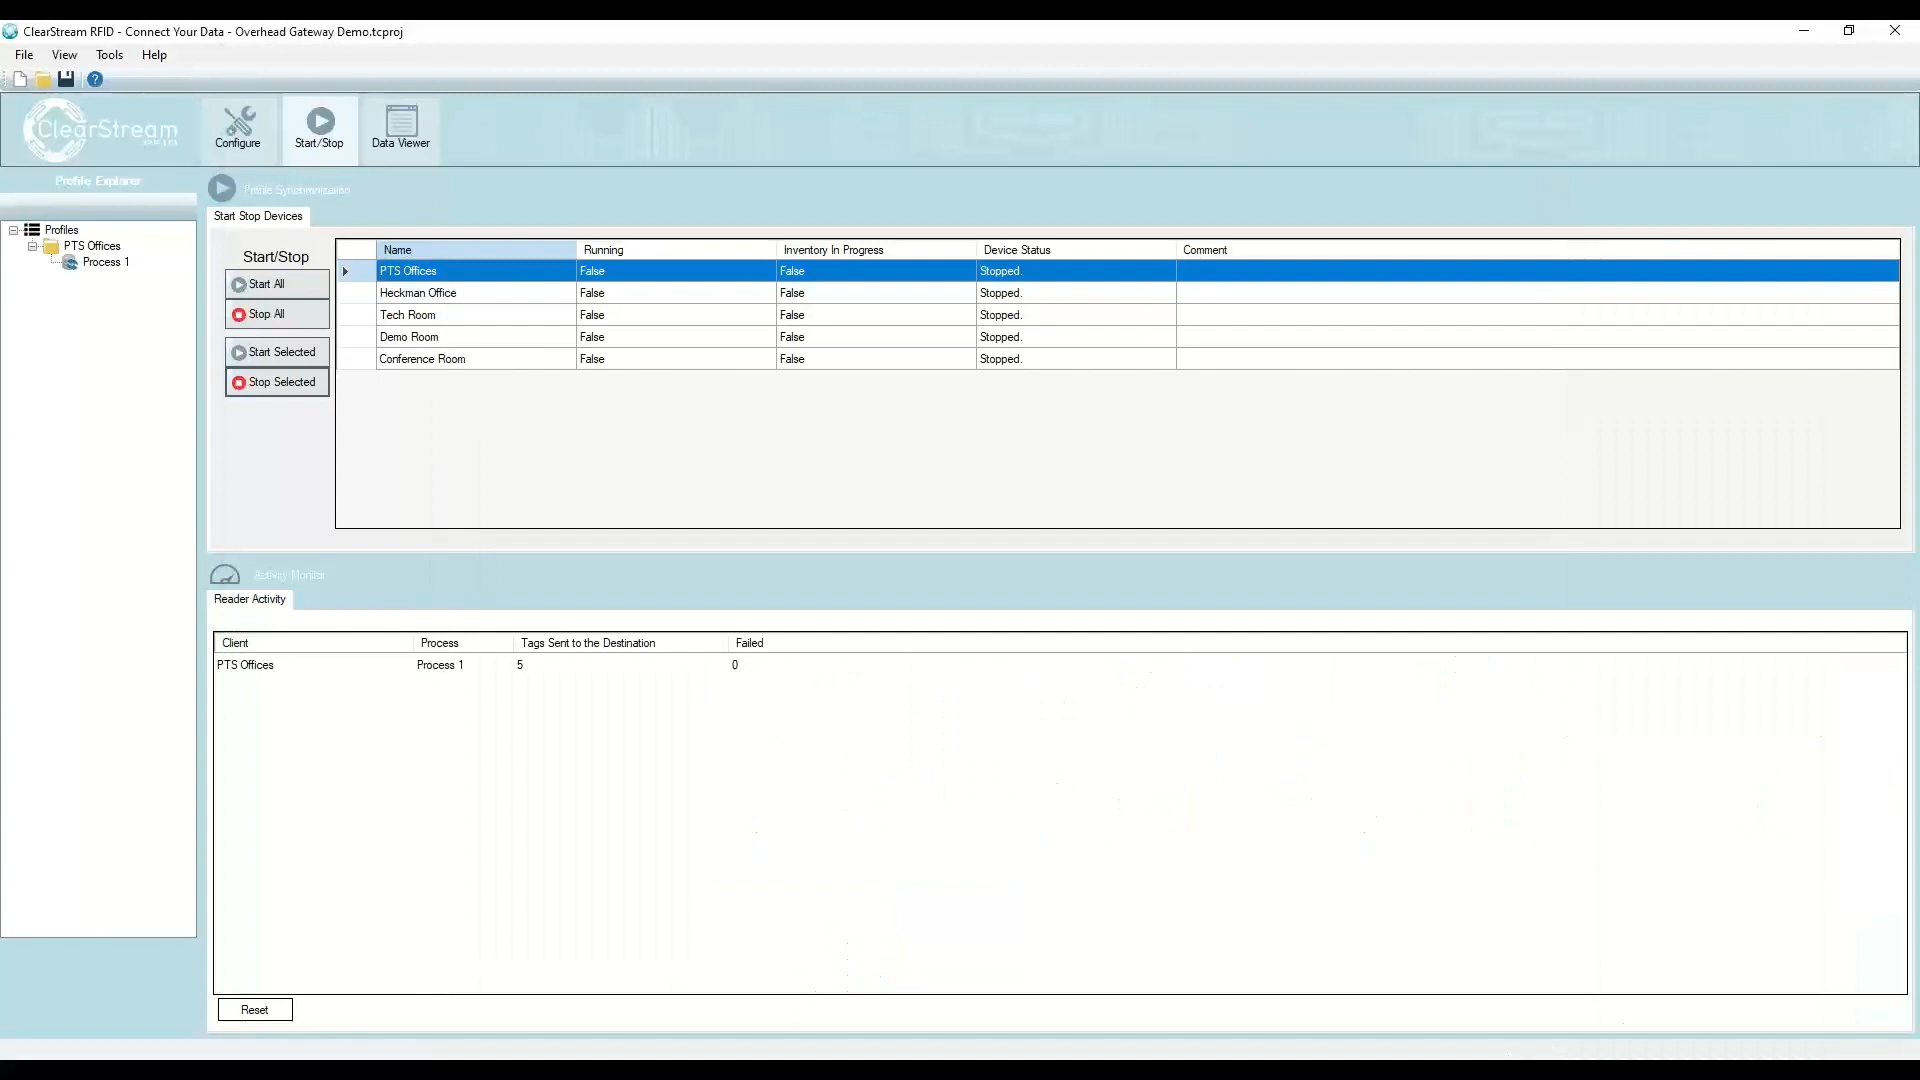 ClearStream RFID - Connect Your Data - Overhead Gateway Demo.tcproj
File View Tools Help
ClearStream
Configure Start/Stop Data Viewer
Profile Explorer
Profile Synchronization
Start Stop Devices
Profiles
PTS Offices
Process 1
Start/Stop
Start All
Stop All
Start Selected
Stop Selected
Name Running Inventory In Progress Device Status Comment
PTS Offices False False Stopped.
Heckman Office False False Stopped.
Tech Room False False Stopped.
Demo Room False False Stopped.
Conference Room False False Stopped.
Activity Monitor
Reader Activity
Client Process Tags Sent to the Destination Failed
PTS Offices Process 1 5 0
Reset